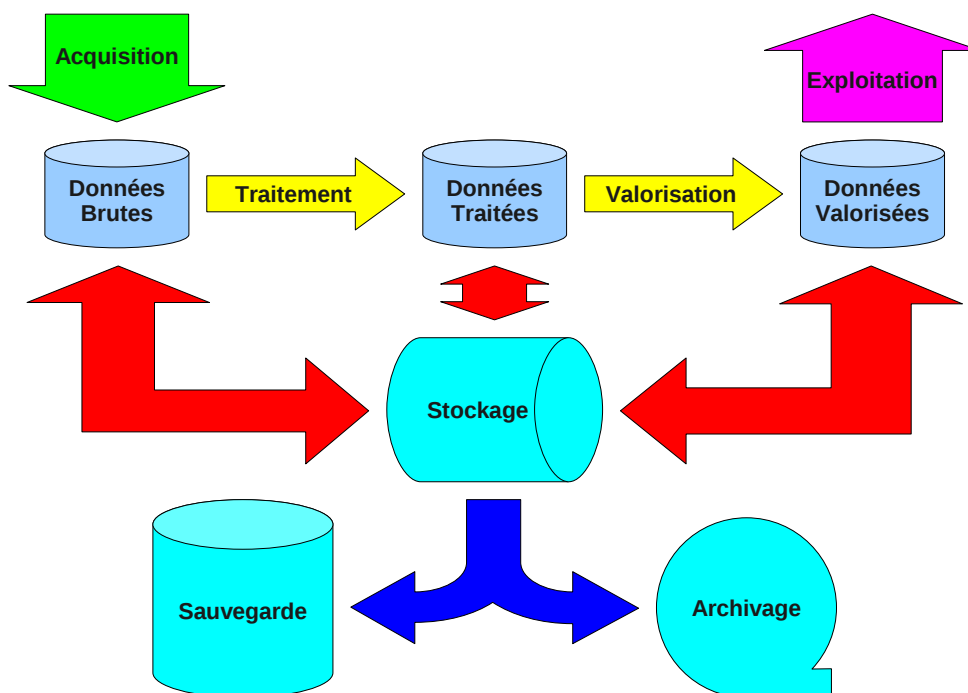 Acquisition
Exploitation
Données
Brutes
Traitement
Données
Traitées
Valorisation
Données
Valorisées
Stockage
Sauvegarde
Archivage